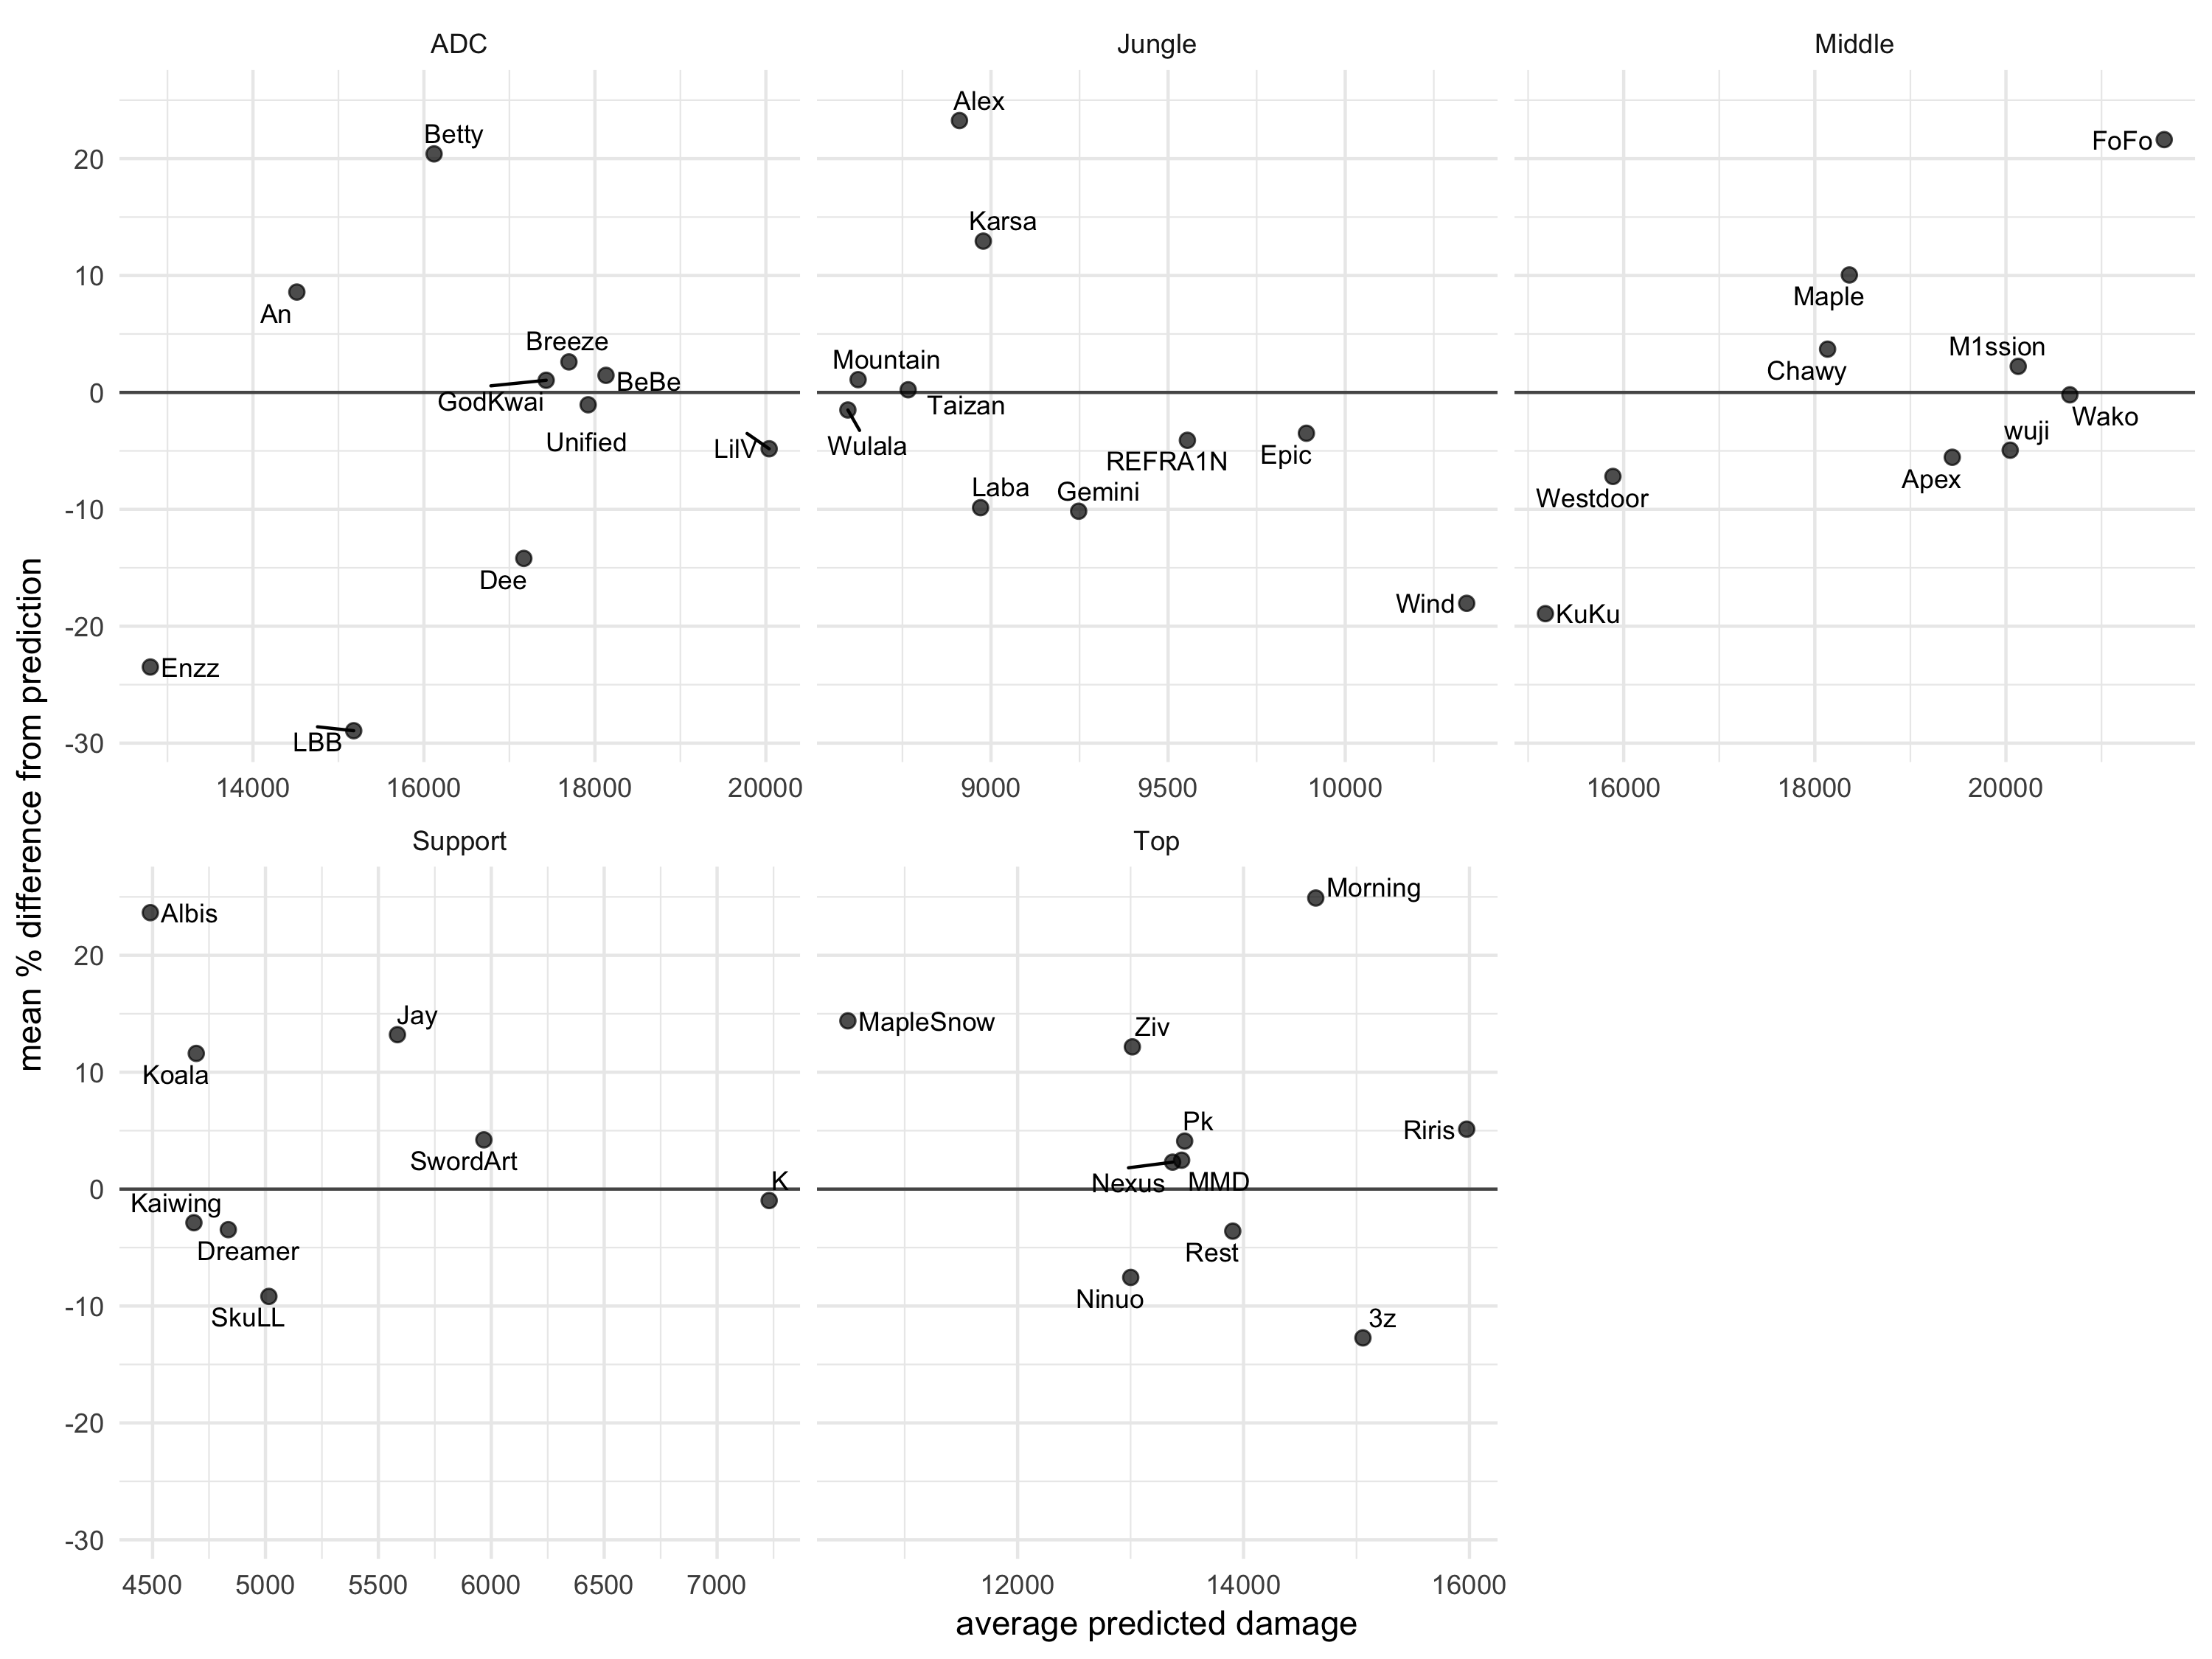 ADC
Jungle
Middle
Alex
Betty
FoFo
20
Karsa
10
An
Maple
Breeze
Mountain
M1ssion
Chawy
BeBe
0
GodKwai
Taizan
Wako
Unified
LilV
Wulala
wuji
REFRA1N
Epic
Apex
Laba
Gemini
Westdoor
-10
Dee
Wind
KuKu
-20
Enzz
LBB
-30
14000 16000 18000 20000
9000 9500 10000
16000 18000 20000
mean % difference from prediction
Support
Top
Morning
Albis
20
Jay
MapleSnow
Ziv
Koala
10
Pk
Riris
SwordArt
K
Nexus
MMD
0
Kaiwing
Dreamer
Rest
Ninuo
-10
SkuLL
3z
-20
-30
4500 5000 5500 6000 6500 7000
12000 14000 16000
average predicted damage